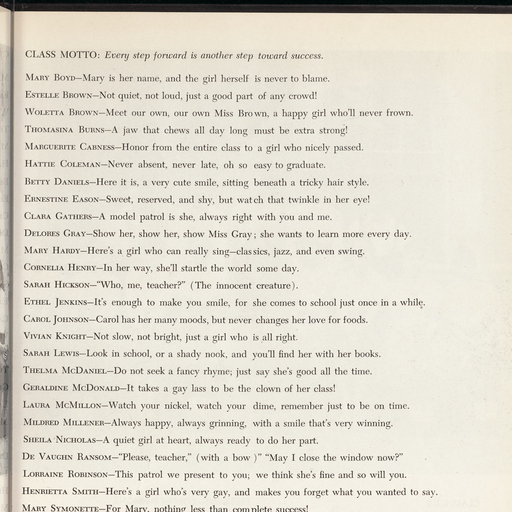 CLASS MOTTO: Every step forward is another step toward success.
MARY BOYD—Mary is her name, and the girl herself is never to blame.
ESTELLE BROWN—Not quiet, not loud, just a good part of any crowd!
WOLETTA BROWN—Meet our own, our own Miss Brown, a happy girl who'll never frown.
THOMASINA BURNS—A jaw that chews all day long must be extra strong!
MARGUERITE CABNESS—Honor from the entire class to a girl who nicely passed.
HATTIE COLEMAN—Never absent, never late, oh so easy to graduate.
BETTY DANIELS—Here it is, a very cute smile, sitting beneath a tricky hair style.
ERNESTINE EASON—Sweet, reserved, and shy, but watch that twinkle in her eye!
CLARA GATHERS—A model patrol is she, always right with you and me.
DELORES GRAY—Show her, show her, show Miss Gray; she wants to learn more every day.
MARY HARDY—Here's a girl who can really sing—classics, jazz, and even swing.
CORNELIA HENRY—In her way, she'll startle the world some day.
SARAH HICKSON—"Who, me, teacher?" (The innocent creature).
ETHEL JENKINS—It's enough to make you smile, for she comes to school just once in a while.
CAROL JOHNSON—Carol has her many moods, but never changes her love for foods.
VIVIAN KNIGHT—Not slow, not bright, just a girl who is all right.
SARAH LEWIS—Look in school, or a shady nook, and you'll find her with her books.
THELMA MCDANIEL—Do not seek a fancy rhyme; just say she's good all the time.
GERALDINE MCDONALD—It takes a gay lass to be the clown of her class!
LAURA MCMILLON—Watch your nickel, watch your dime, remember just to be on time.
MILDRED MILLENER—Always happy, always grinning, with a smile that's very winning.
SHEILA NICHOLAS—A quiet girl at heart, always ready to do her part.
DE VAUGHN RANSOM—"Please, teacher," (with a bow )" "May I close the window now?"
LORRAINE ROBINSON—This patrol we present to you; we think she's fine and so will you.
HENRIETTA SMITH—Here's a girl who's very gay, and makes you forget what you wanted to say.
MARY SYMONETTE—For Mary, nothing less than complete success!